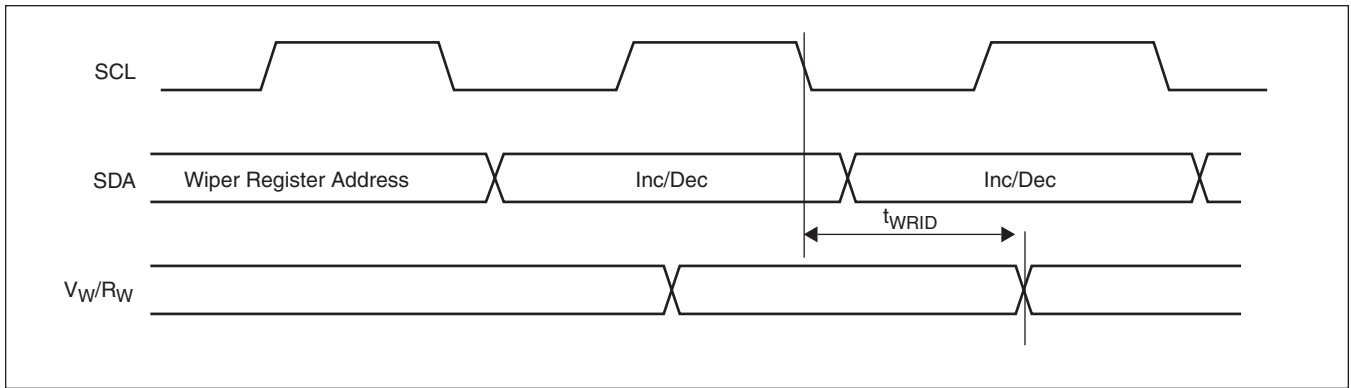 SCL
SDA Wiper Register Address Inc/Dec Inc/Dec
tWRID
VW/RW